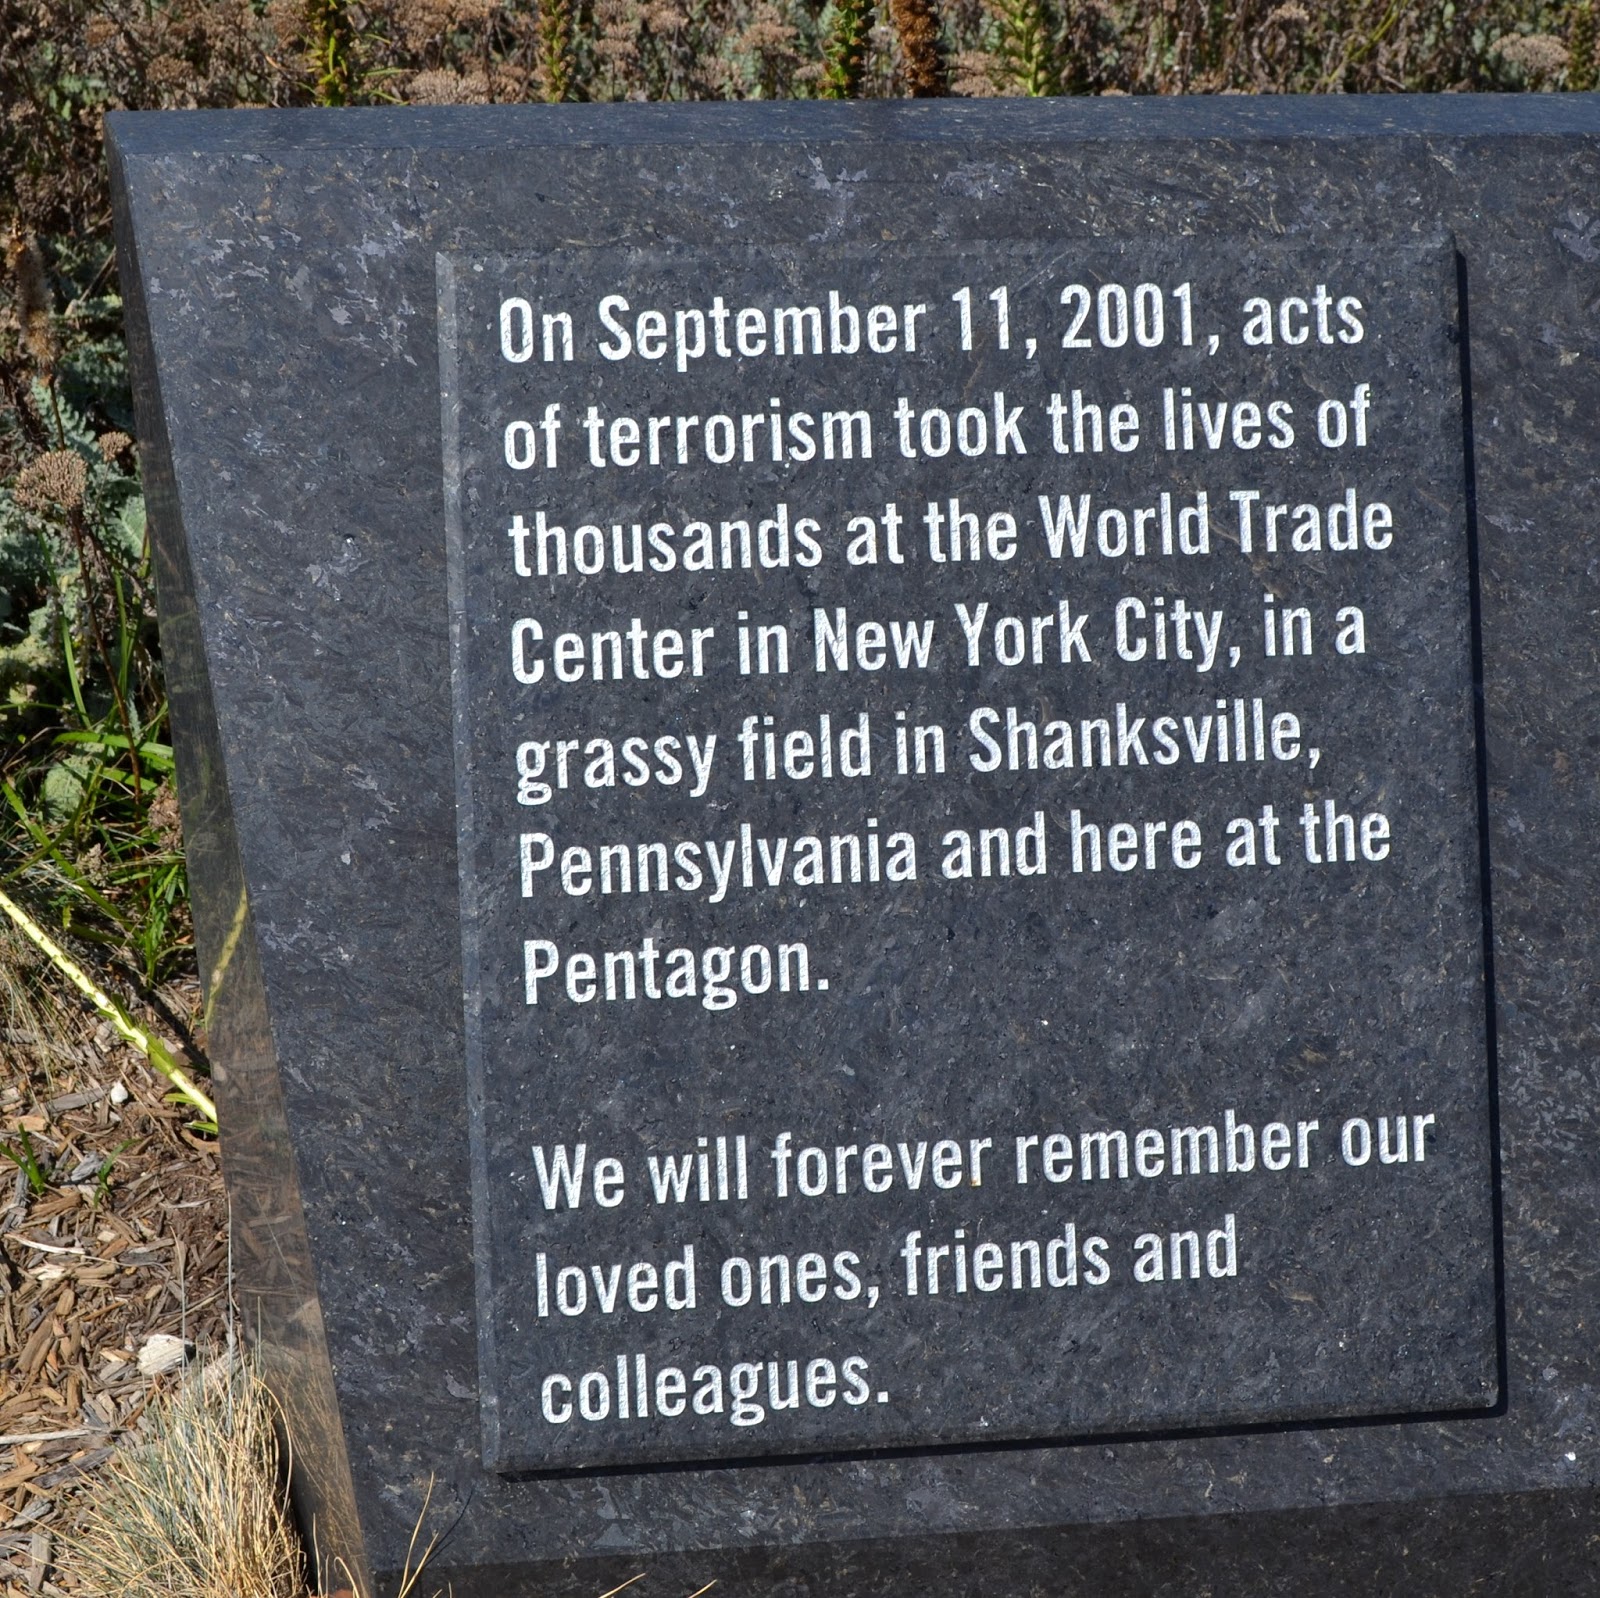 On September 11, 2001, acts
of terrorism took the lives of
thousands at the World Trade
Center in New York City, in a
grassy field in Shanksville,
Pennsylvania and here at the
Pentagon.
We will forever remember our
loved ones, friends and
colleagues.